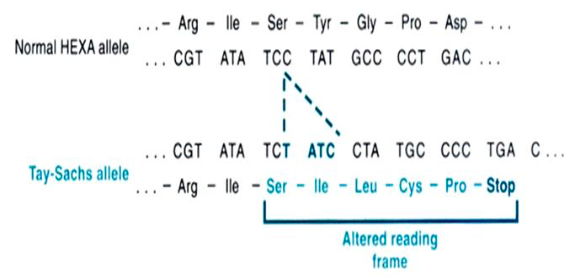 ... – Arg – Ile – Ser – Tyr – Gly – Pro – Asp – ...
Normal HEXA allele
... CGT ATA TCC TAT GCC CCT GAC ...
... CGT ATA TCT ATC CTA TGC CCC TGA C...
Tay-Sachs allele
... – Arg – Ile – Ser – Ile – Leu – Cys – Pro – Stop
Altered reading
frame